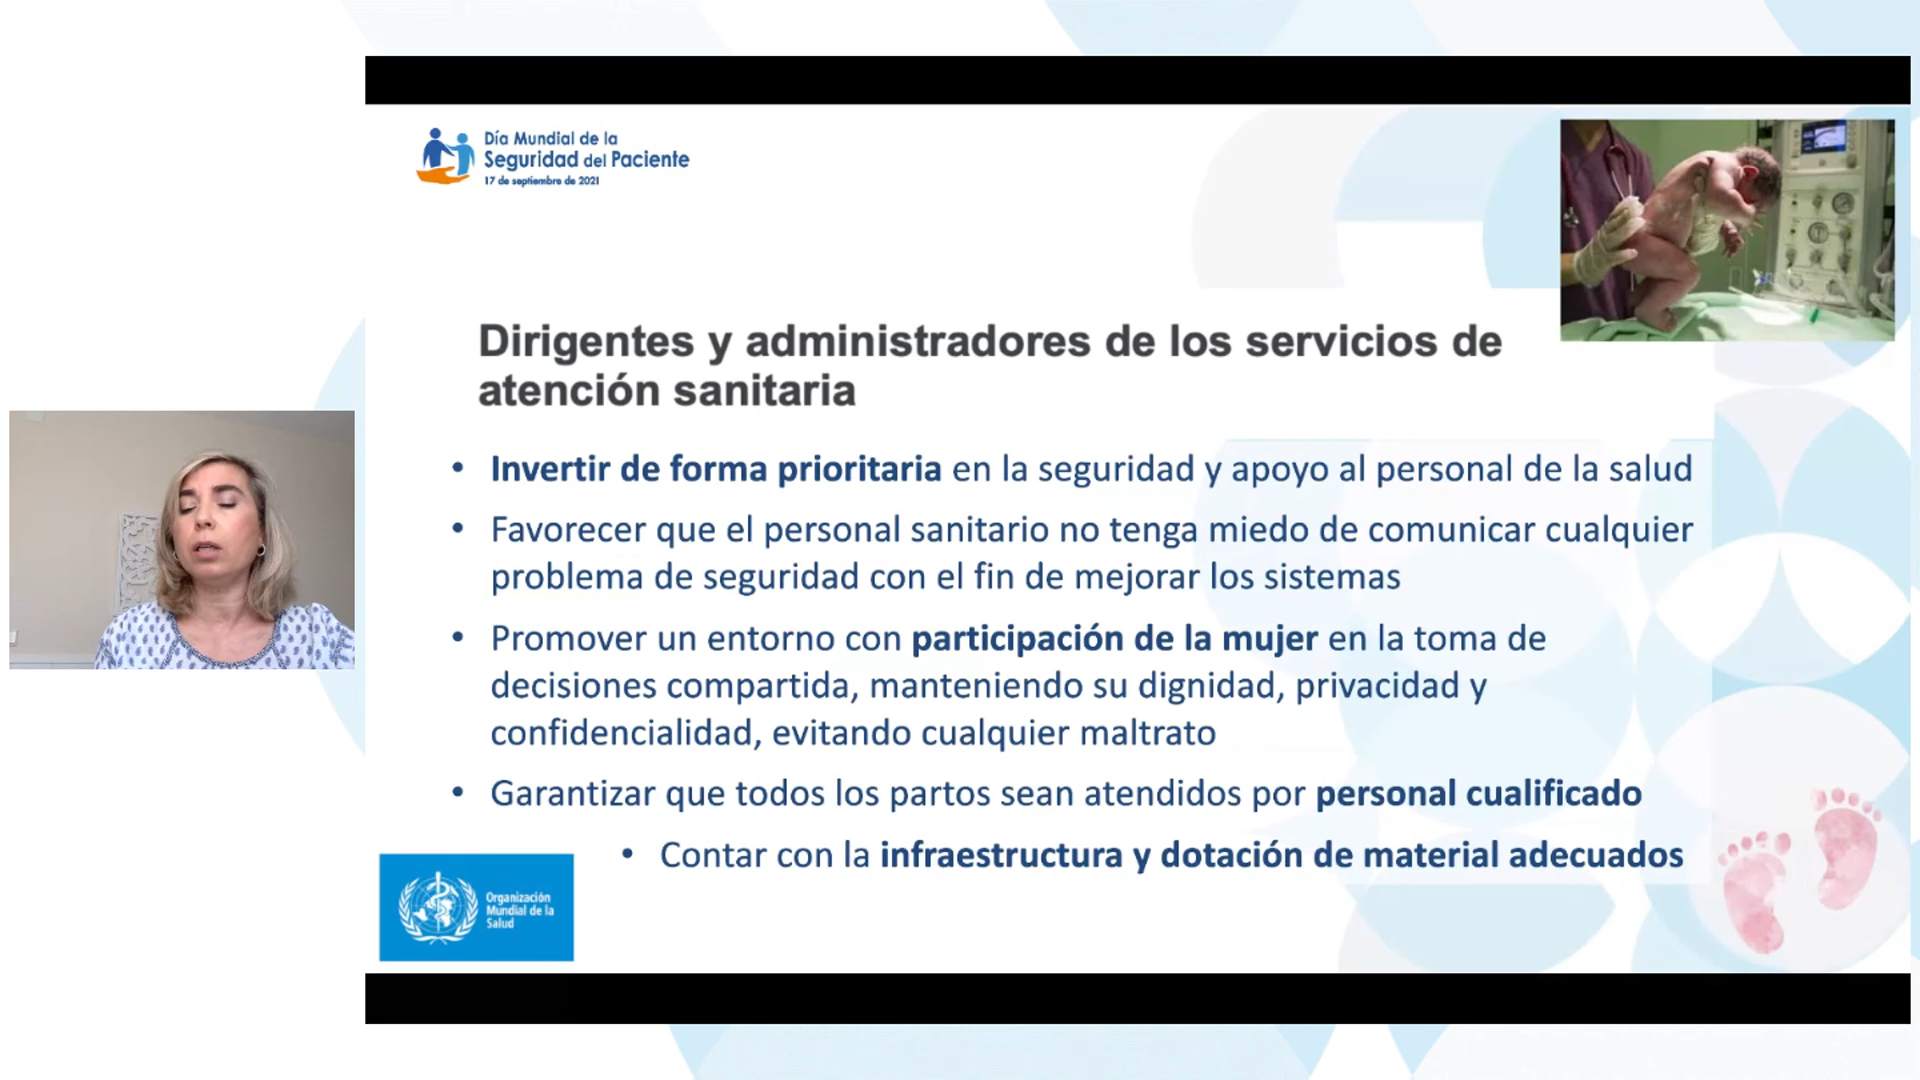 Día Mundial de la
Seguridad del Paciente
17 de septiembre de 2021
Dirigentes y administradores de los servicios de
atención sanitaria
• Invertir de forma prioritaria en la seguridad y apoyo al personal de la salud
• Favorecer que el personal sanitario no tenga miedo de comunicar cualquier
problema de seguridad con el fin de mejorar los sistemas
• Promover un entorno con participación de la mujer en la toma de
decisiones compartida, manteniendo su dignidad, privacidad y
confidencialidad, evitando cualquier maltrato
• Garantizar que todos los partos sean atendidos por personal cualificado
• Contar con la infraestructura y dotación de material adecuados
Organización
Mundial de la
Salud